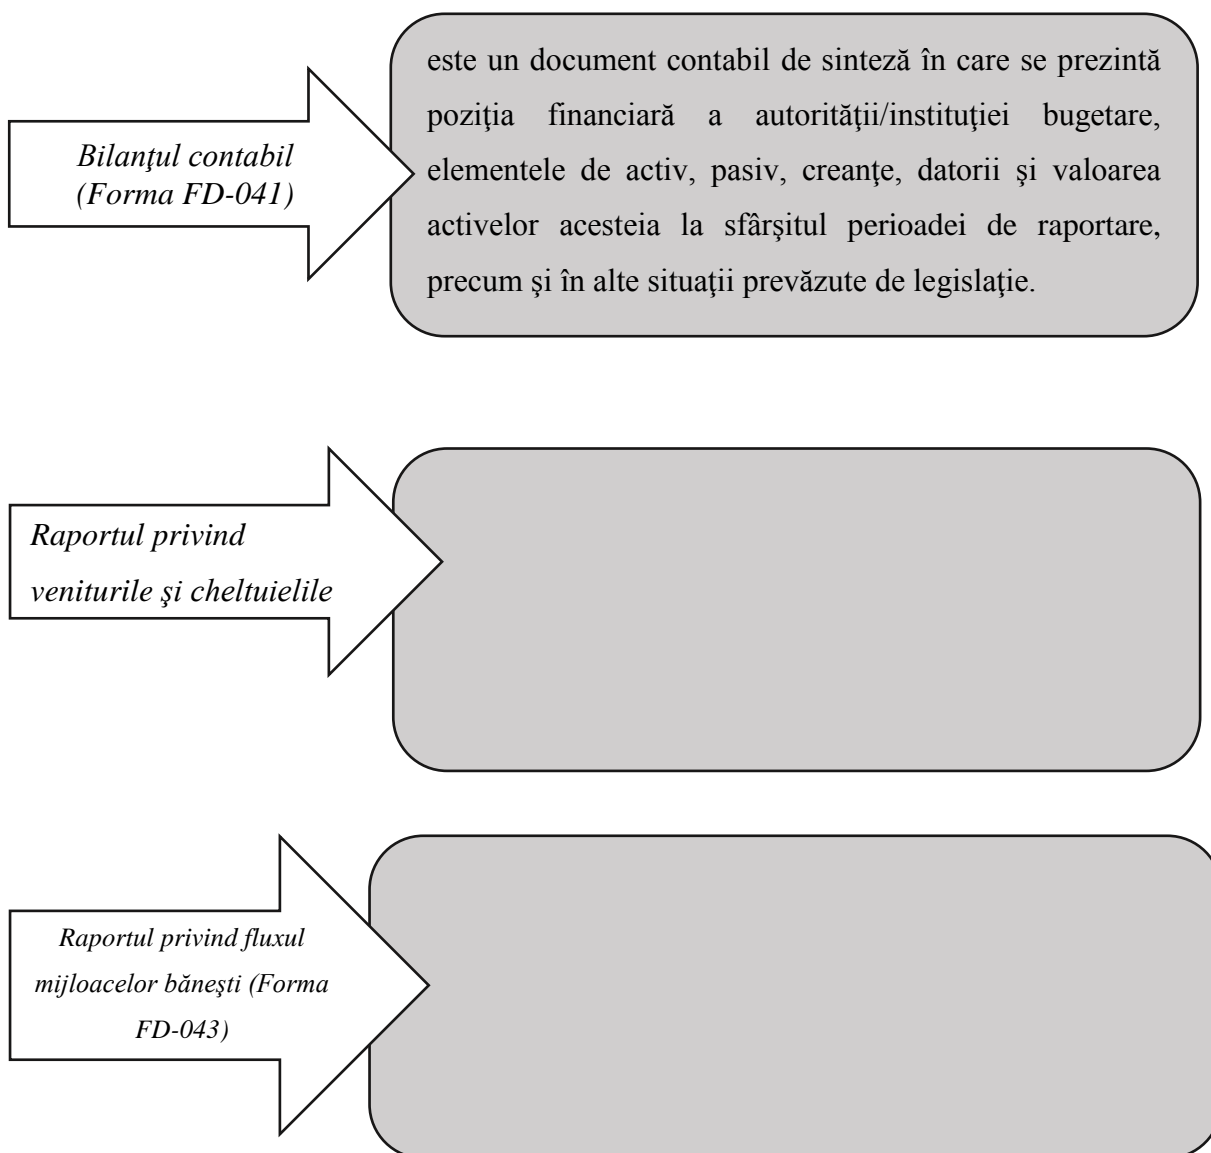 Bilanţul contabil
(Forma FD-041)
este un document contabil de sinteză în care se prezintă
poziţia financiară a autorităţii/instituţiei bugetare,
elementele de activ, pasiv, creanţe, datorii şi valoarea
activelor acesteia la sfârşitul perioadei de raportare,
precum şi în alte situaţii prevăzute de legislaţie.
Raportul privind
veniturile şi cheltuielile
Raportul privind fluxul
mijloacelor băneşti (Forma
FD-043)